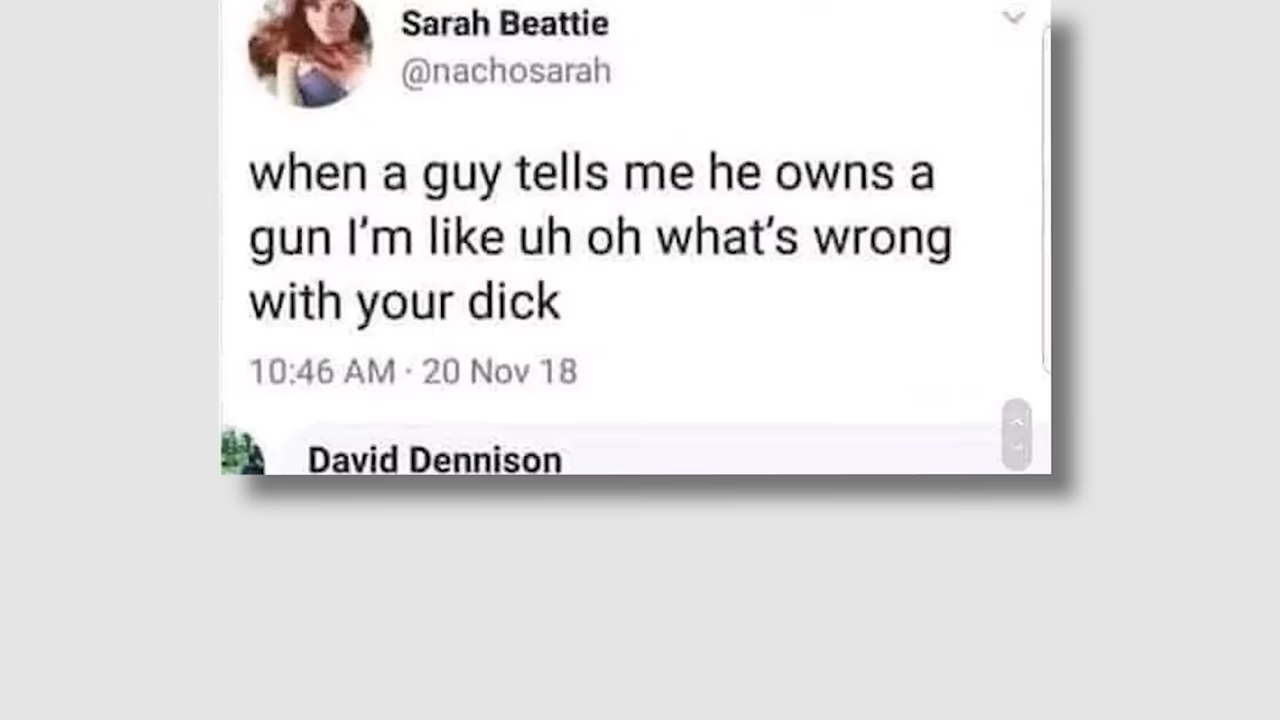 Sarah Beattie
@nachosarah
when a guy tells me he owns a
gun I’m like uh oh what’s wrong
with your dick
10:46 AM · 20 Nov 18
David Dennison